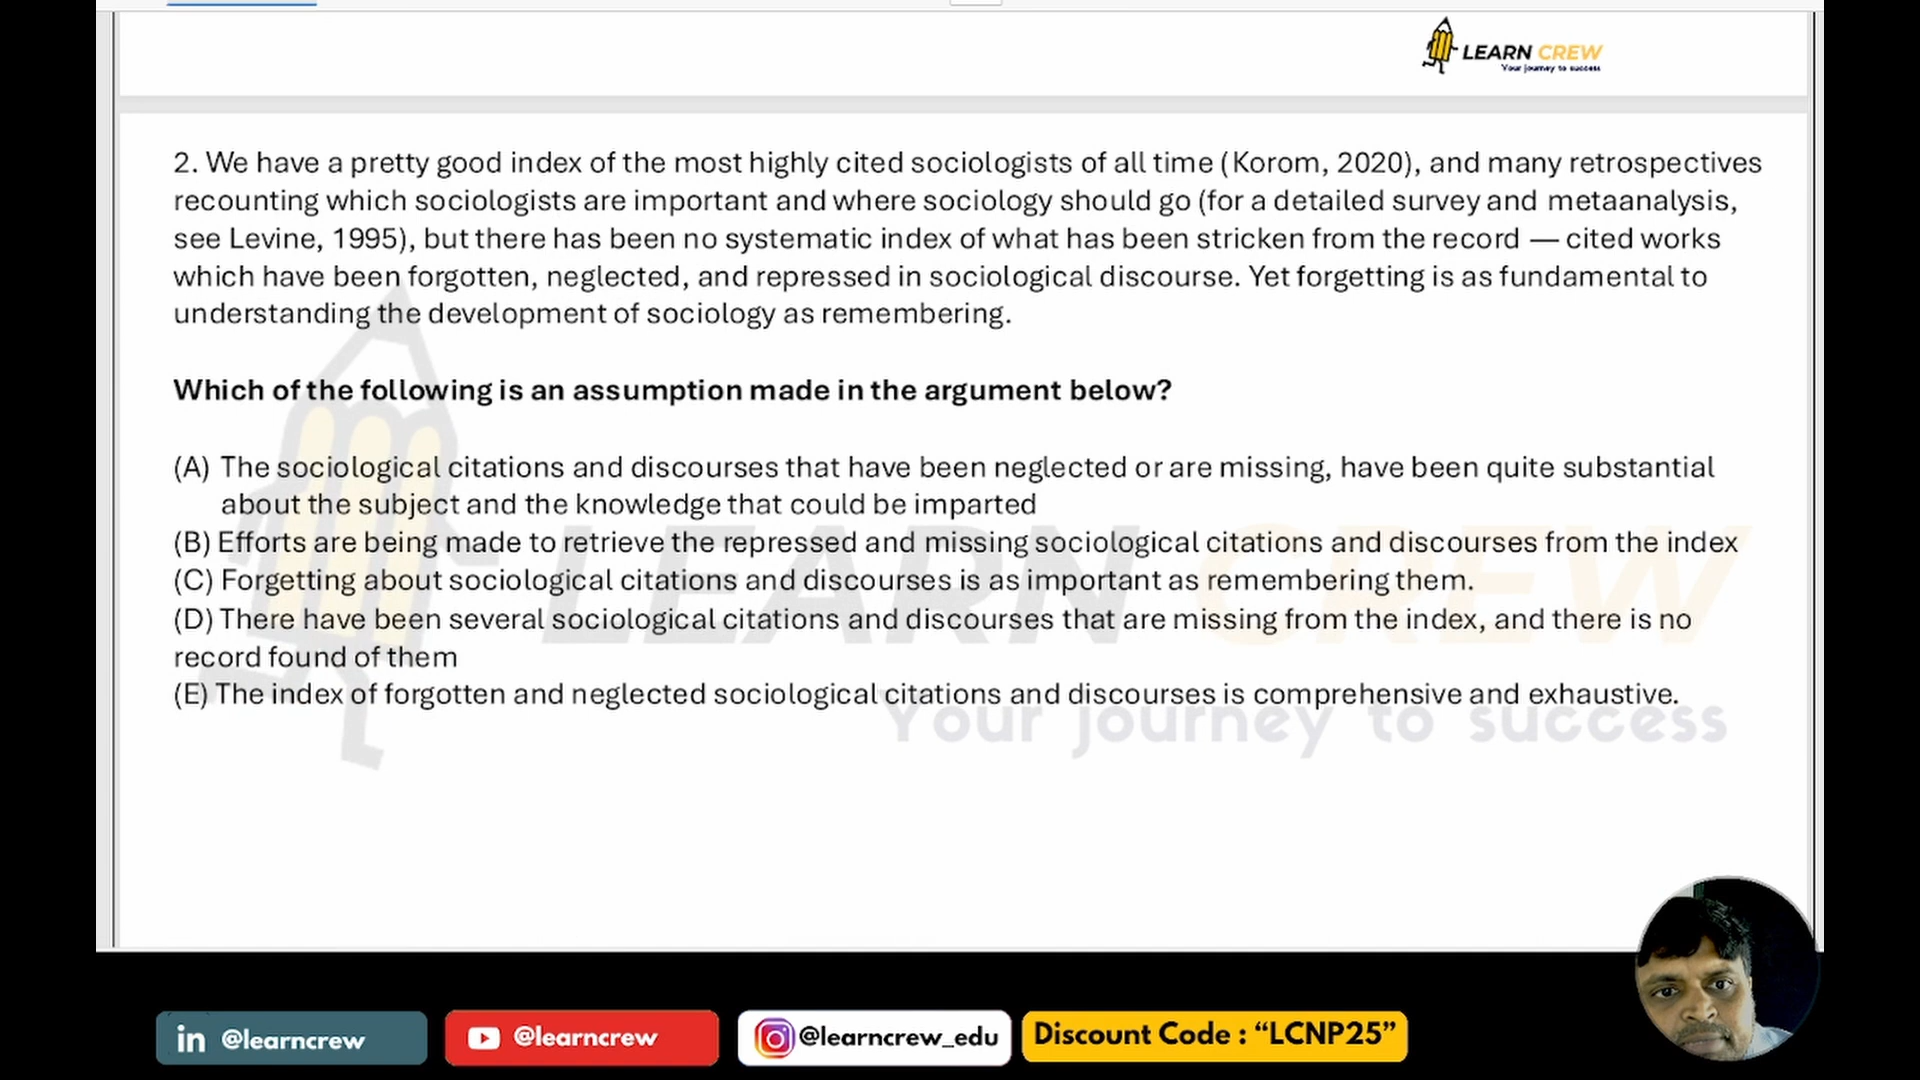 LEARN CREW
Your journey to success
2. We have a pretty good index of the most highly cited sociologists of all time (Korom, 2020), and many retrospectives
recounting which sociologists are important and where sociology should go (for a detailed survey and metaanalysis,
see Levine, 1995), but there has been no systematic index of what has been stricken from the record — cited works
which have been forgotten, neglected, and repressed in sociological discourse. Yet forgetting is as fundamental to
understanding the development of sociology as remembering.
Which of the following is an assumption made in the argument below?
(A) The sociological citations and discourses that have been neglected or are missing, have been quite substantial
about the subject and the knowledge that could be imparted
(B) Efforts are being made to retrieve the repressed and missing sociological citations and discourses from the index
(C) Forgetting about sociological citations and discourses is as important as remembering them.
(D) There have been several sociological citations and discourses that are missing from the index, and there is no
record found of them
(E) The index of forgotten and neglected sociological citations and discourses is comprehensive and exhaustive.
LEARN CREW
Your journey to success
in @learncrew
@learncrew
@learncrew_edu
Discount Code : “LCNP25”